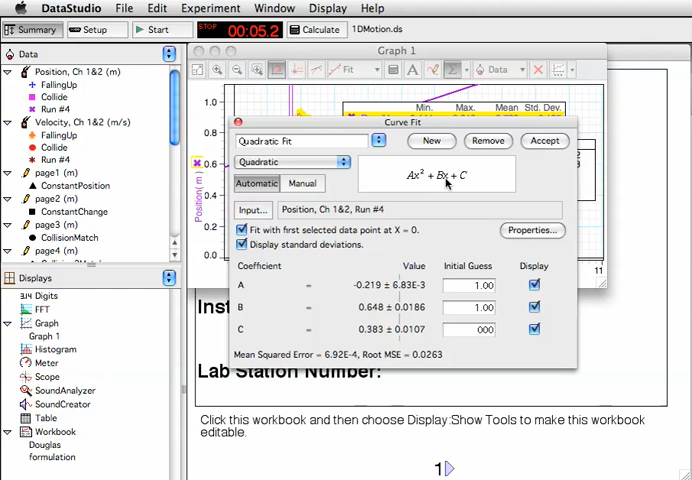 DataStudio File Edit Experiment Window Display Help
Summary Setup Start STOP 00:05.2 Calculate 1DMotion.ds
Data
Position, Ch 1&2 (m)
FallingUp
Collide
Run #4
Velocity, Ch 1&2 (m/s)
FallingUp
Collide
Run #4
page1
ConstantPosition
page2
ConstantChange
page3
CollisionMatch
page4
Displays
3.14 Digits
FFT
Graph
Graph 1
Histogram
Meter
Scope
SoundAnalyzer
SoundCreator
Table
Workbook
Douglas
formulation
Graph 1
Fit
Data
Min. Max. Mean Std. Dev.
1.0
0.8
0.6
0.4
0.2
0.0
Position( m )
11
Curve Fit
Quadratic Fit
New Remove Accept
Quadratic
Ax² + Bx + C
Automatic Manual
Input... Position, Ch 1&2, Run #4
Fit with first selected data point at X = 0.
Display standard deviations.
Properties...
Coefficient Value Initial Guess Display
A = -0.219 ± 6.83E-3 1.00
B = 0.648 ± 0.0186 1.00
C = 0.383 ± 0.0107 000
Mean Squared Error = 6.92E-4, Root MSE = 0.0263
Inst
Lab Station Number:
Click this workbook and then choose Display:Show Tools to make this workbook
editable.
1